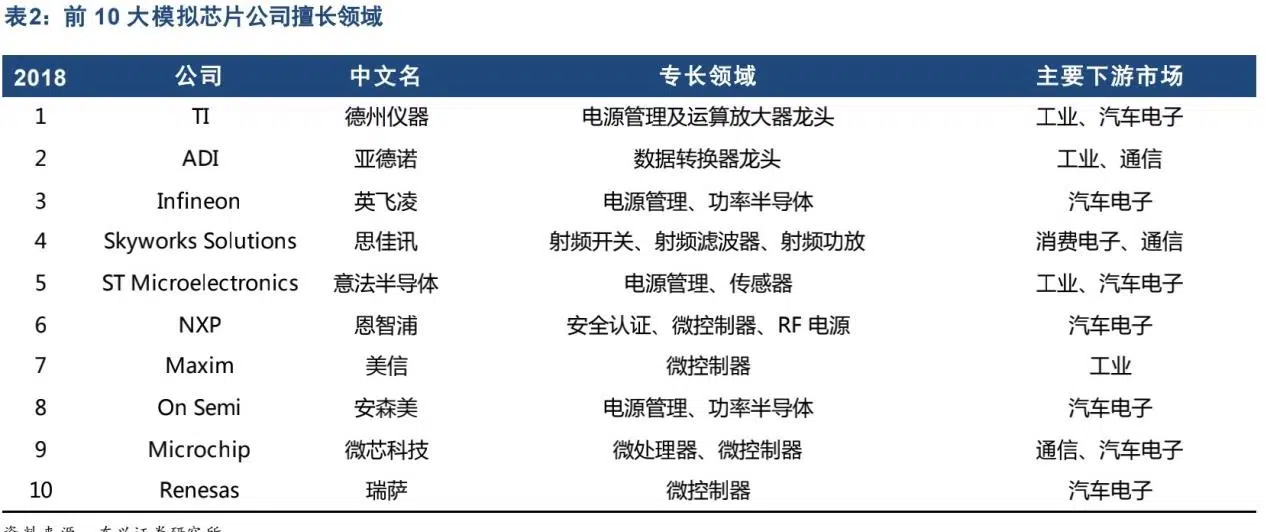 表2：前 10 大模拟芯片公司擅长领域
2018 公司 中文名 专长领域 主要下游市场
1 TI 德州仪器 电源管理及运算放大器龙头 工业、汽车电子
2 ADI 亚德诺 数据转换器龙头 工业、通信
3 Infineon 英飞凌 电源管理、功率半导体 汽车电子
4 Skyworks Solutions 思佳讯 射频开关、射频滤波器、射频功放 消费电子、通信
5 ST Microelectronics 意法半导体 电源管理、传感器 工业、汽车电子
6 NXP 恩智浦 安全认证、微控制器、RF 电源 汽车电子
7 Maxim 美信 微控制器 工业
8 On Semi 安森美 电源管理、功率半导体 汽车电子
9 Microchip 微芯科技 微处理器、微控制器 通信、汽车电子
10 Renesas 瑞萨 微控制器 汽车电子